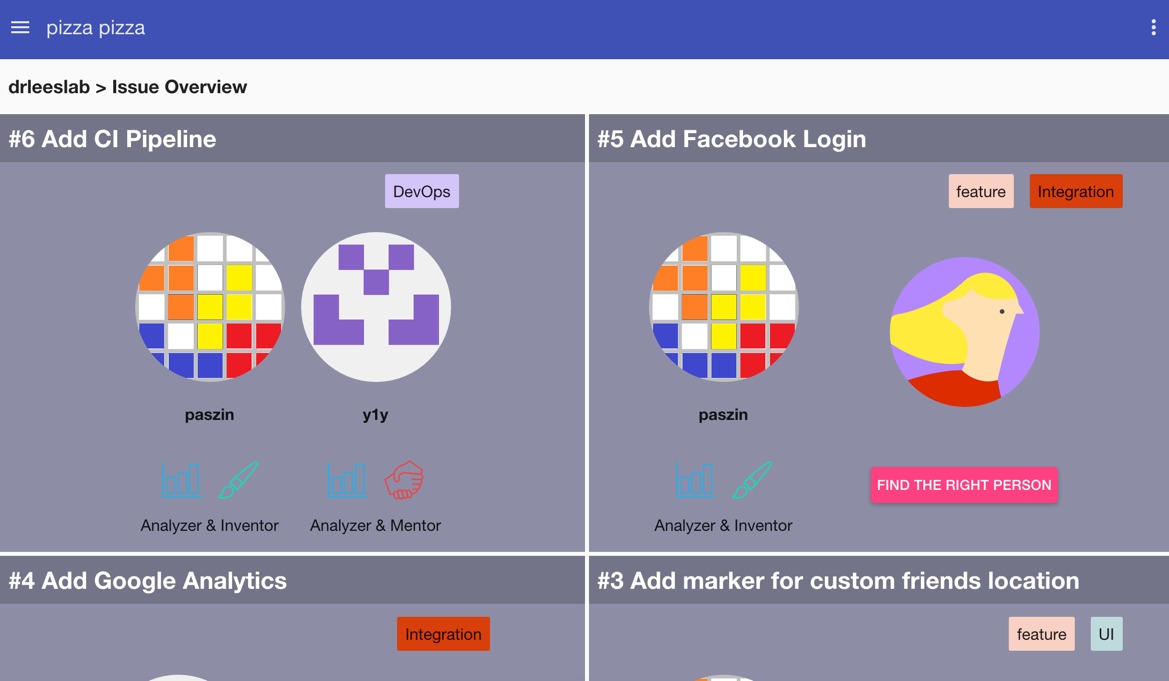 pizza pizza
drleeslab > Issue Overview
#6 Add CI Pipeline
DevOps
paszin
y1y
Analyzer & Inventor
Analyzer & Mentor
#5 Add Facebook Login
feature
Integration
paszin
Analyzer & Inventor
FIND THE RIGHT PERSON
#4 Add Google Analytics
Integration
#3 Add marker for custom friends location
feature
UI